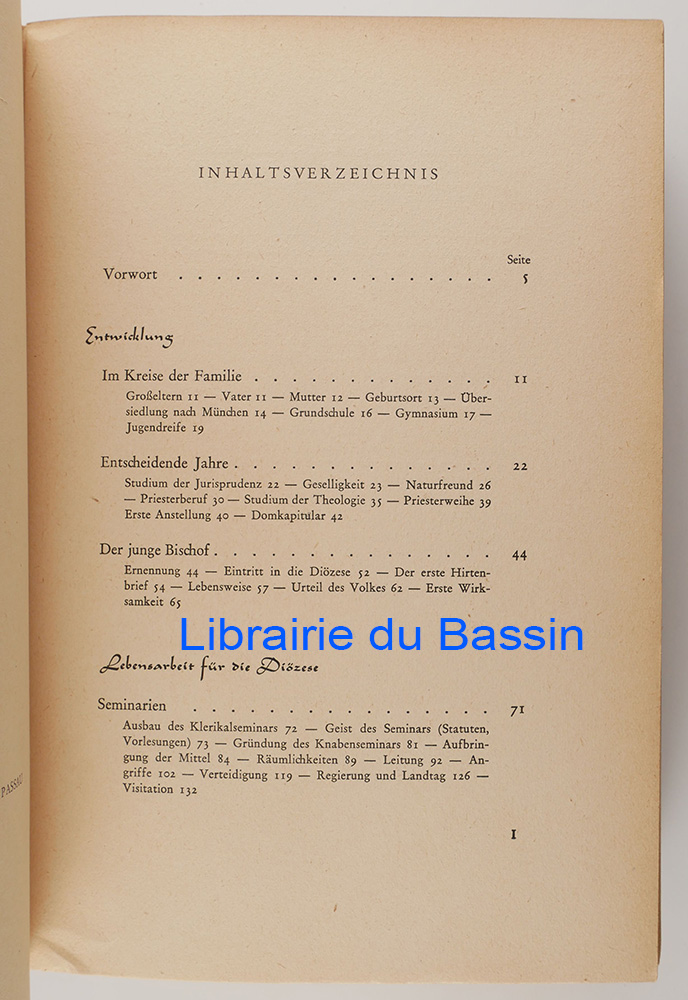 INHALTSVERZEICHNIS
Seite
Vorwort . . . . . . . . . . . . . . . . . 5
Entwicklung
Im Kreise der Familie . . . . . . . . . . . . . 11
Großeltern 11 — Vater 11 — Mutter 12 — Geburtsort 13 — Über-
siedlung nach München 14 — Grundschule 16 — Gymnasium 17 —
Jugendreife 19
Entscheidende Jahre . . . . . . . . . . . . . . 22
Studium der Jurisprudenz 22 — Geselligkeit 23 — Naturfreund 26
— Priesterberuf 30 — Studium der Theologie 35 — Priesterweihe 39
Erste Anstellung 40 — Domkapitular 42
Der junge Bischof . . . . . . . . . . . . . . . 44
Ernennung 44 — Eintritt in die Diözese 52 — Der erste Hirten-
brief 54 — Lebensweise 57 — Urteil des Volkes 62 — Erste Wirk-
samkeit 65
Librairie du Bassin
Lebensarbeit für die Diözese
Seminarien . . . . . . . . . . . . . . . . 71
Ausbau des Klerikalseminars 72 — Geist des Seminars (Statuten,
Vorlesungen) 73 — Gründung des Knabenseminars 81 — Aufbrin-
gung der Mittel 84 — Räumlichkeiten 89 — Leitung 92 — An-
griffe 102 — Verteidigung 119 — Regierung und Landtag 126 —
Visitation 132
PASSAU
I